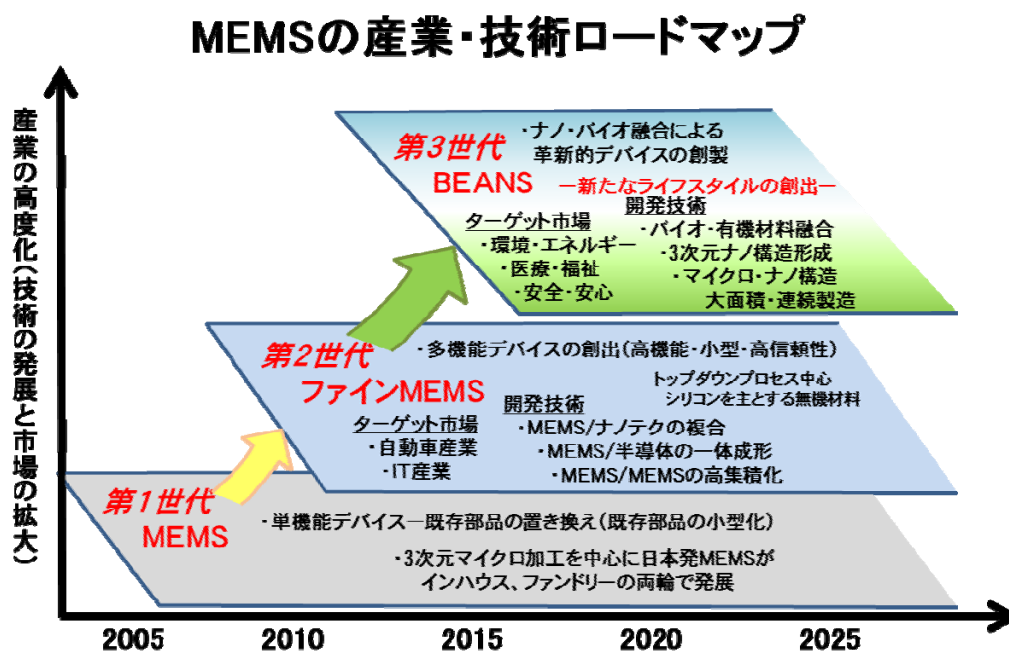 MEMSの産業・技術ロードマップ
産業の高度化(技術の発展と市場の拡大)
第3世代
BEANS
・ナノ・バイオ融合による
革新的デバイスの創製
ー新たなライフスタイルの創出ー
ターゲット市場
・環境・エネルギー
・医療・福祉
・安全・安心
開発技術
・バイオ・有機材料融合
・3次元ナノ構造形成
・マイクロ・ナノ構造
大面積・連続製造
第2世代
ファインMEMS
・多機能デバイスの創出(高機能・小型・高信頼性)
トップダウンプロセス中心
シリコンを主とする無機材料
ターゲット市場
・自動車産業
・IT産業
開発技術
・MEMS/ナノテクの複合
・MEMS/半導体の一体成形
・MEMS/MEMSの高集積化
第1世代
MEMS
・単機能デバイスー既存部品の置き換え(既存部品の小型化)
・3次元マイクロ加工を中心に日本発MEMSが
インハウス、ファンドリーの両輪で発展
2005 2010 2015 2020 2025